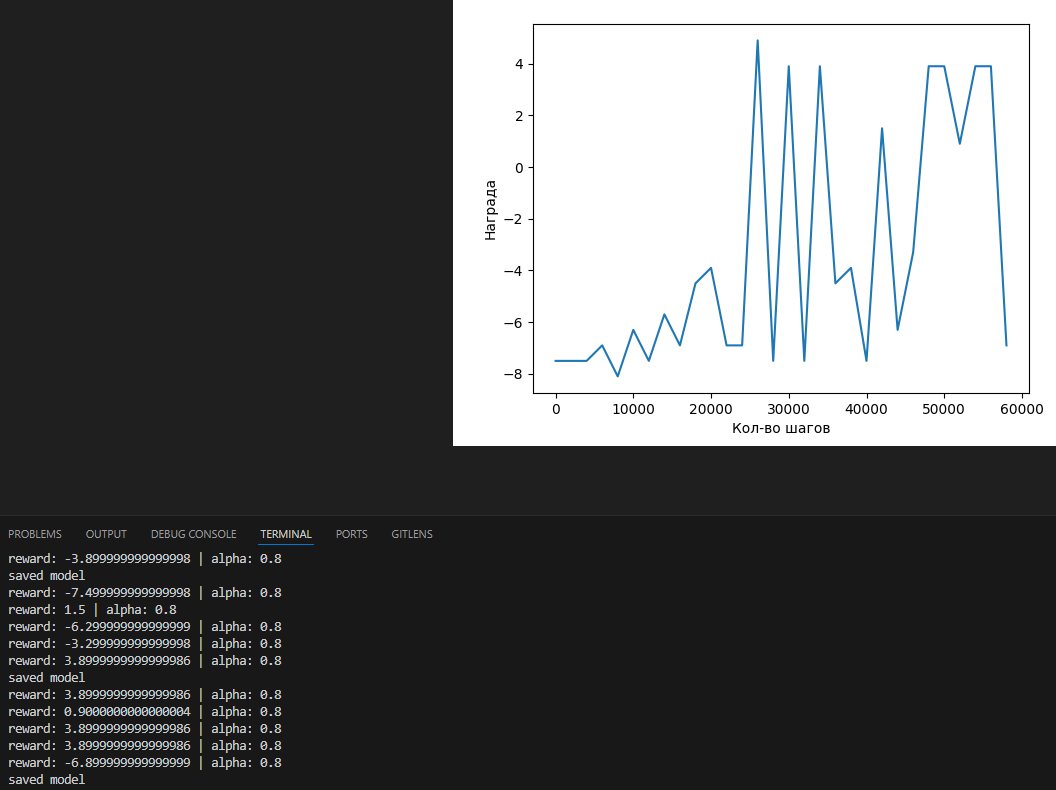 4
2
0
−2
−4
−6
−8
Награда
0 10000 20000 30000 40000 50000 60000
Кол-во шагов
PROBLEMS OUTPUT DEBUG CONSOLE TERMINAL PORTS GITLENS
reward: -3.899999999999998 | alpha: 0.8
saved model
reward: -7.499999999999998 | alpha: 0.8
reward: 1.5 | alpha: 0.8
reward: -6.299999999999999 | alpha: 0.8
reward: -3.299999999999998 | alpha: 0.8
reward: 3.8999999999999986 | alpha: 0.8
saved model
reward: 3.8999999999999986 | alpha: 0.8
reward: 0.9000000000000004 | alpha: 0.8
reward: 3.8999999999999986 | alpha: 0.8
reward: 3.8999999999999986 | alpha: 0.8
reward: -6.899999999999999 | alpha: 0.8
saved model